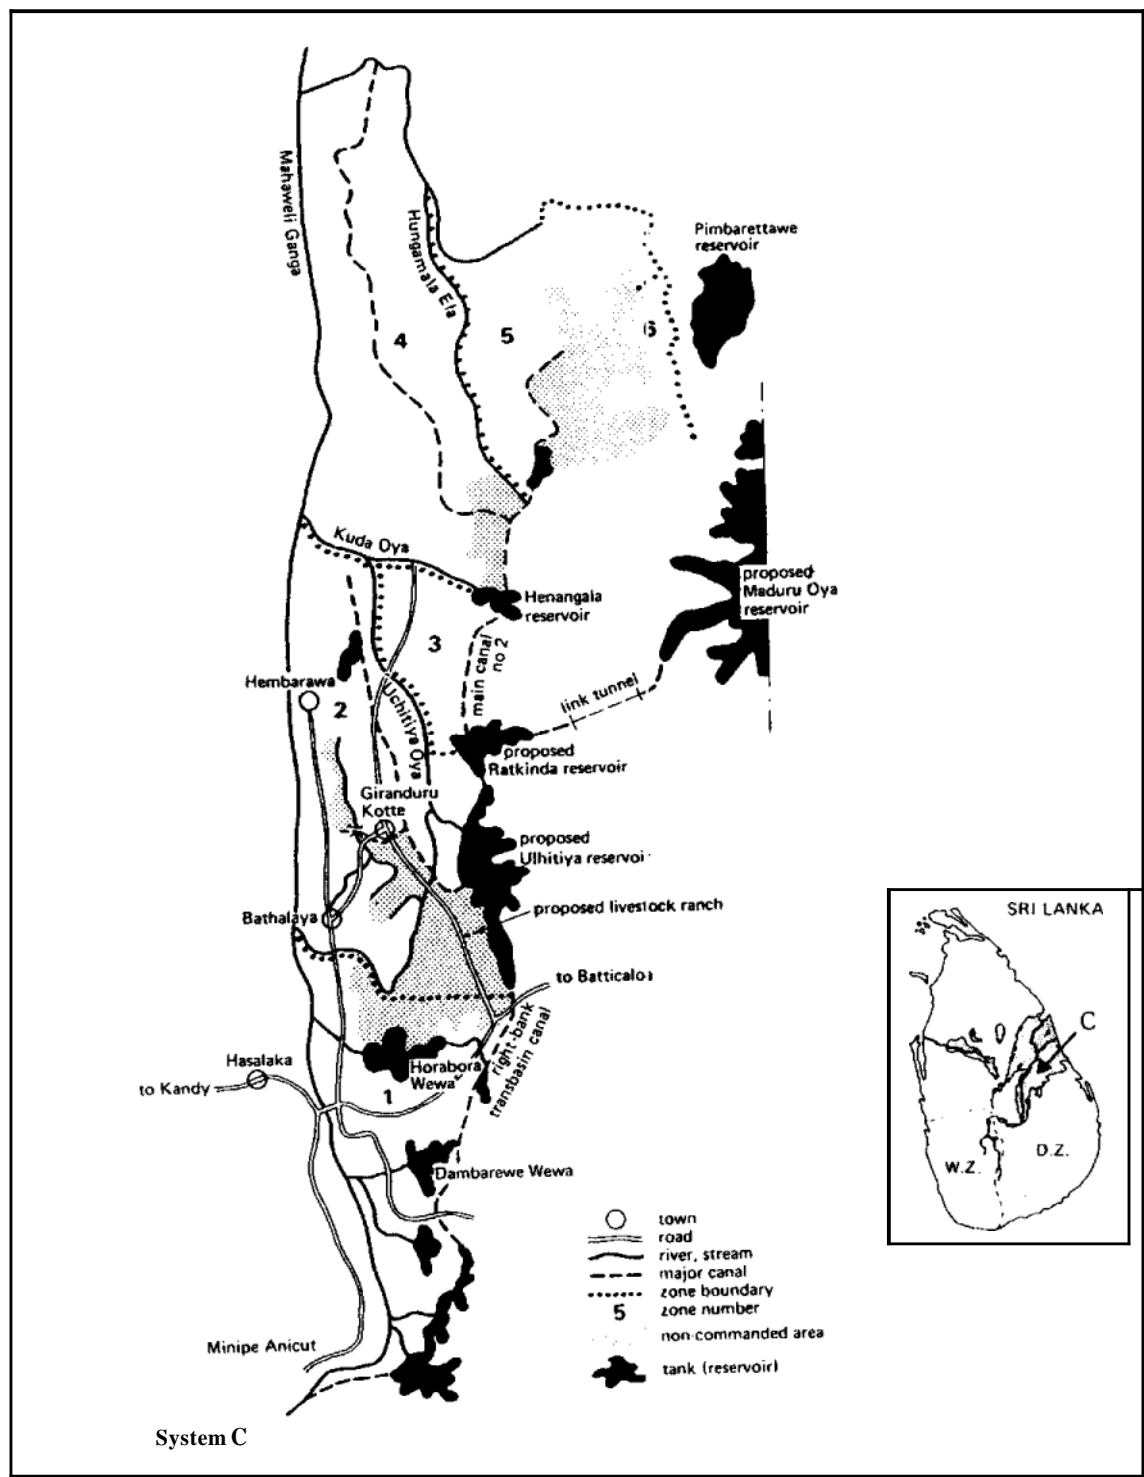 Mahaweli Ganga
Hungamala Ela
Pimbarettawe
reservoir
4
5
6
Kuda Oya
proposed
Maduru Oya
reservoir
Henangala
reservoir
3
main canal
no 2
Hembarawa
2
Uchitiya Oya
link tunnel
proposed
Ratkinda reservoir
Giranduru
Kotte
proposed
Ulhitiya reservoi
Bathalaya
proposed livestock ranch
to Batticaloa
right-bank
transbasin canal
Hasalaka
to Kandy
Horabora
Wewa
1
Dambarewe Wewa
Minipe Anicut
town
road
river, stream
major canal
zone boundary
5 zone number
non-commanded area
tank (reservoir)
SRI LANKA
C
W.Z.
D.Z.
System C